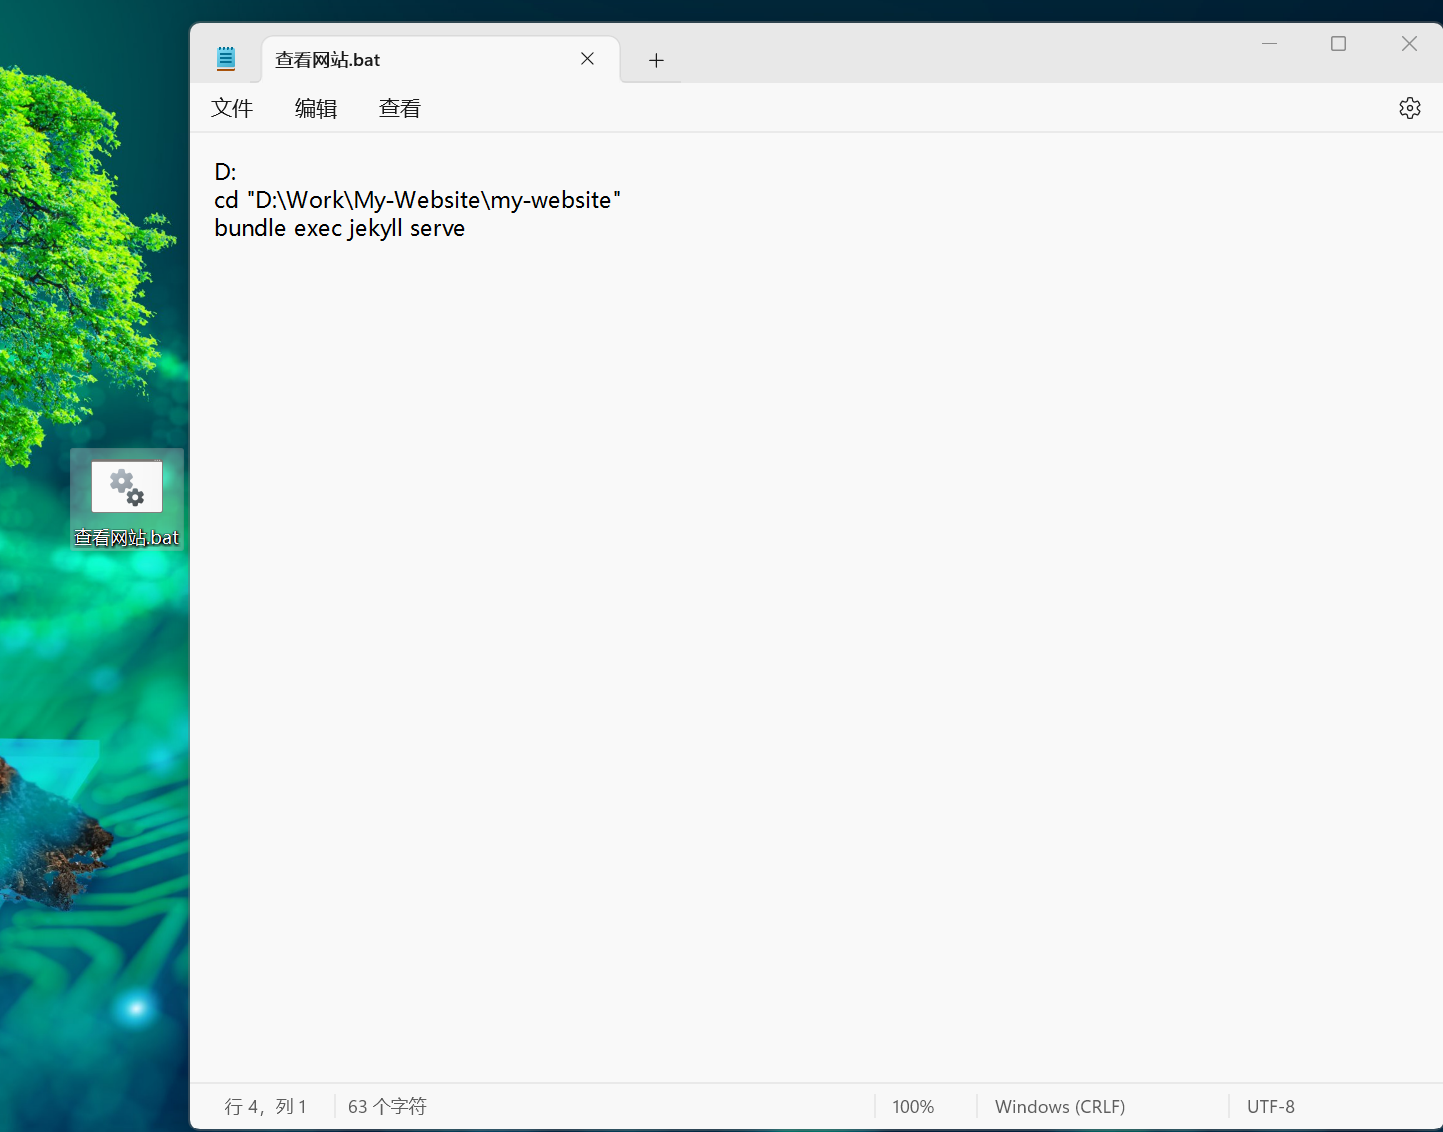 查看网站.bat
文件 编辑 查看
D:
cd "D:\Work\My-Website\my-website"
bundle exec jekyll serve
查看网站.bat
行 4，列 1 63 个字符 100% Windows (CRLF) UTF-8